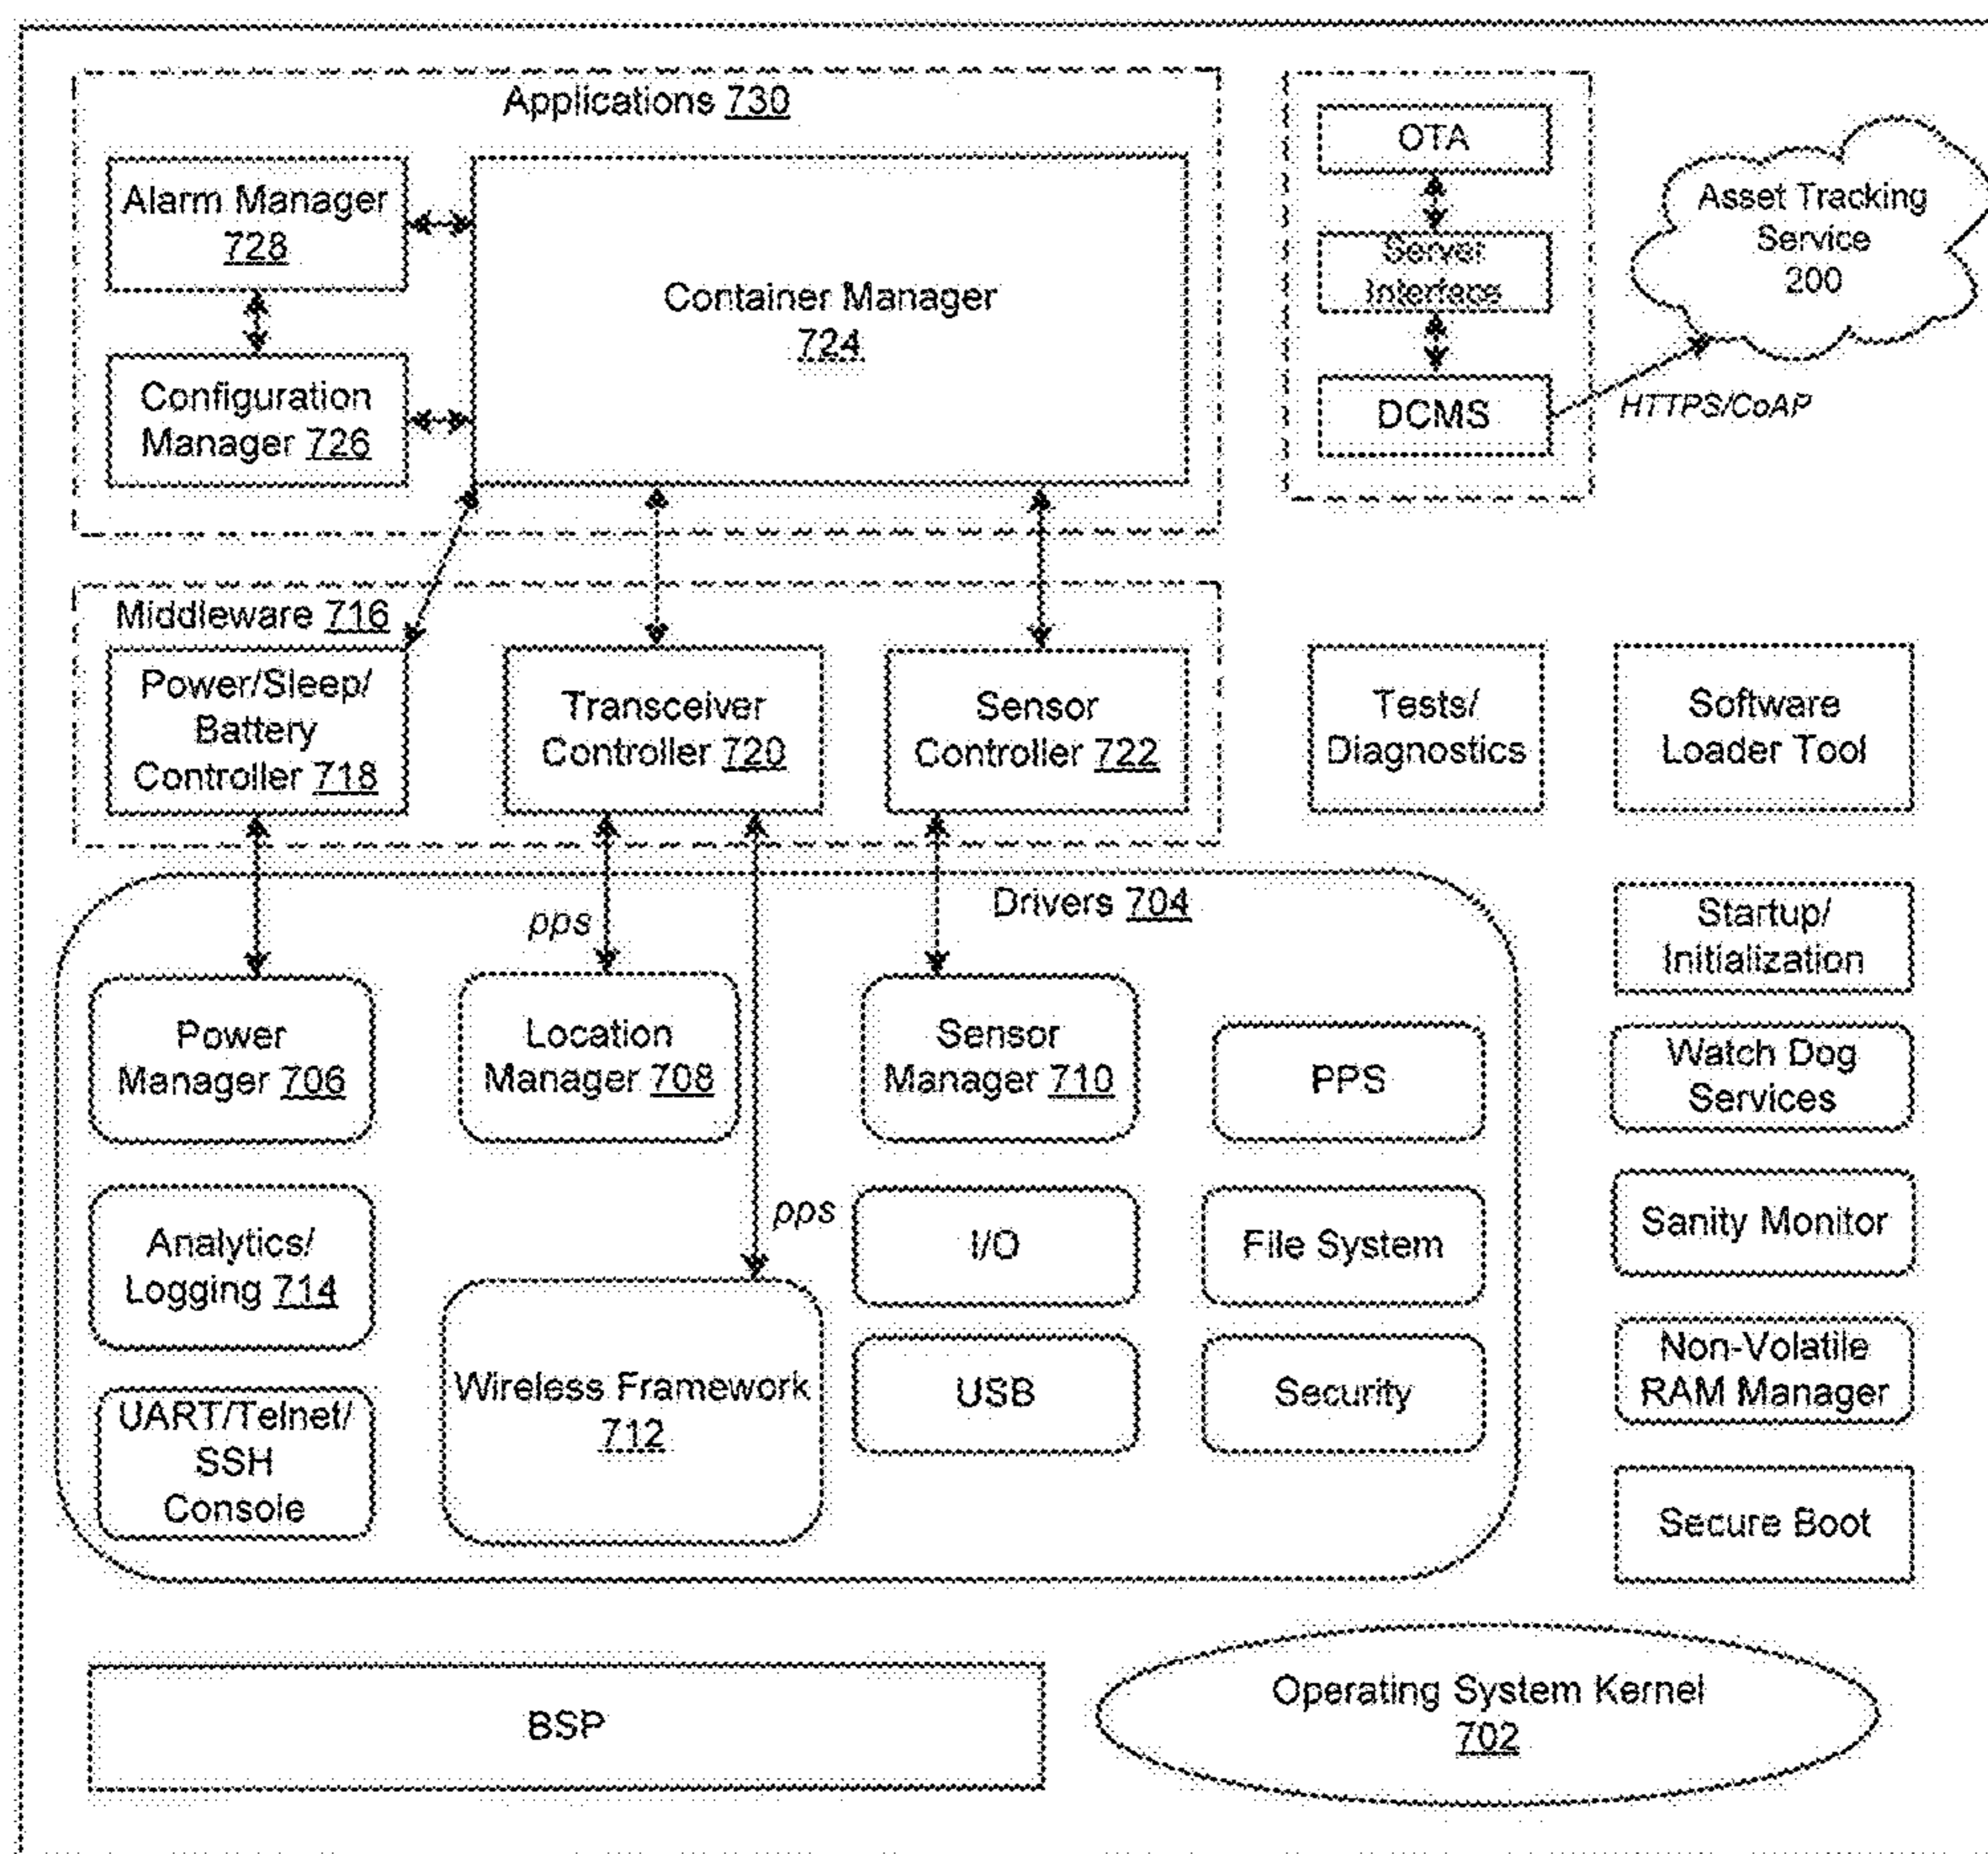 Applications 730
Alarm Manager
728
Container Manager
724
Configuration
Manager 726
OTA
Server
Interface
DCMS
HTTPS/CoAP
Asset Tracking
Service
200
Middleware 716
Power/Sleep/
Battery
Controller 718
Transceiver
Controller 720
Sensor
Controller 722
Tests/
Diagnostics
Software
Loader Tool
Drivers 704
pps
Power
Manager 706
Location
Manager 708
Sensor
Manager 710
PPS
Analytics/
Logging 714
pps
I/O
File System
UART/Telnet/
SSH
Console
Wireless Framework
712
USB
Security
Startup/
Initialization
Watch Dog
Services
Sanity Monitor
Non-Volatile
RAM Manager
Secure Boot
BSP
Operating System Kernel
702